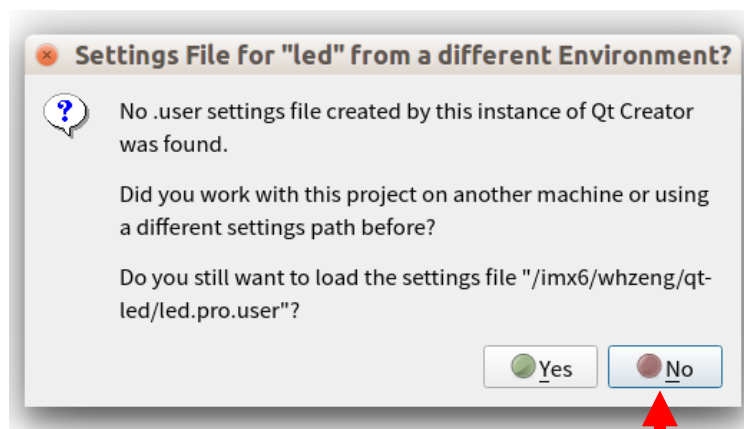 Settings File for "led" from a different Environment?
No .user settings file created by this instance of Qt Creator
was found.
Did you work with this project on another machine or using
a different settings path before?
Do you still want to load the settings file "/imx6/whzeng/qt-
led/led.pro.user"?
Yes No